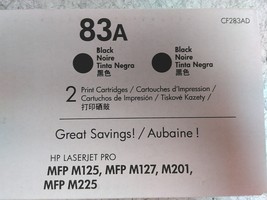 83A
CF283AD
Black
Noire
Tinta Negra
黑色
Black
Noire
Tinta Negra
黑色
2 Print Cartridges / Cartouches d'Impression /
Cartuchos de Impresión / Tiskové Kazety /
打印硒鼓
Great Savings! / Aubaine !
HP LASERJET PRO
MFP M125, MFP M127, M201,
MFP M225